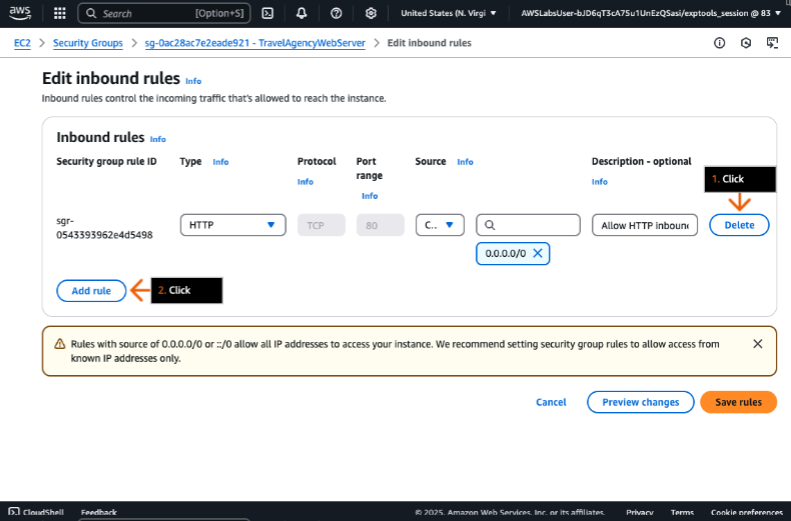 aws
Search
[Option+S]
United States (N. Virgi
AWSLabsUser-bJD6qT3cA75u1UnEzQSasi/exptools_session @ 83
EC2 > Security Groups > sg-0ac28ac7e2eade921 - TravelAgencyWebServer > Edit inbound rules
Edit inbound rules Info
Inbound rules control the incoming traffic that's allowed to reach the instance.
Inbound rules Info
Security group rule ID
Type Info
Protocol
Info
Port
range
Info
Source Info
Description - optional
Info
1. Click
sgr-
0543393962e4d5498
HTTP
TCP
80
C..
0.0.0.0/0
Allow HTTP inboun
Delete
Add rule
2. Click
Rules with source of 0.0.0.0/0 or ::/0 allow all IP addresses to access your instance. We recommend setting security group rules to allow access from
known IP addresses only.
Cancel
Preview changes
Save rules
CloudShell
Feedback
© 2025, Amazon Web Services, Inc. or its affiliates.
Privacy
Terms
Cookie preferences